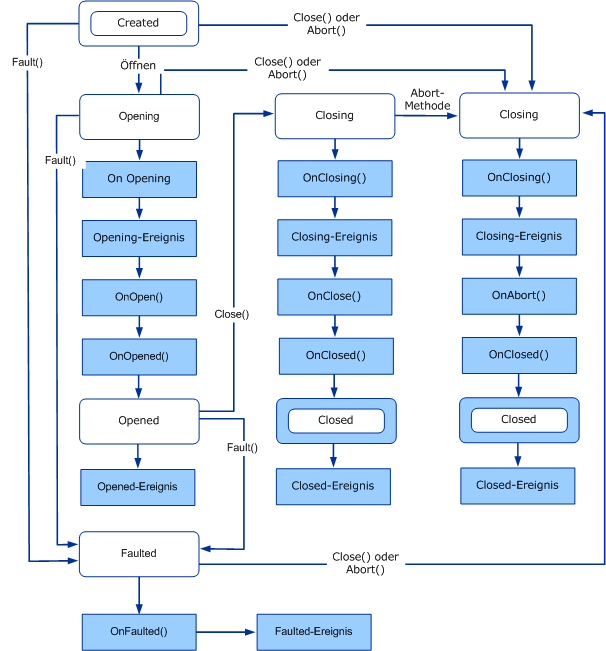 Created
Close() oder
Abort()
Fault()
Öffnen
Close() oder
Abort()
Opening
Closing
Abort-
Methode
Closing
Fault()
On Opening
OnClosing()
OnClosing()
Opening-Ereignis
Closing-Ereignis
Closing-Ereignis
OnOpen()
OnClose()
OnAbort()
Close()
OnOpened()
OnClosed()
OnClosed()
Opened
Closed
Closed
Fault()
Opened-Ereignis
Closed-Ereignis
Closed-Ereignis
Faulted
Close() oder
Abort()
OnFaulted()
Faulted-Ereignis